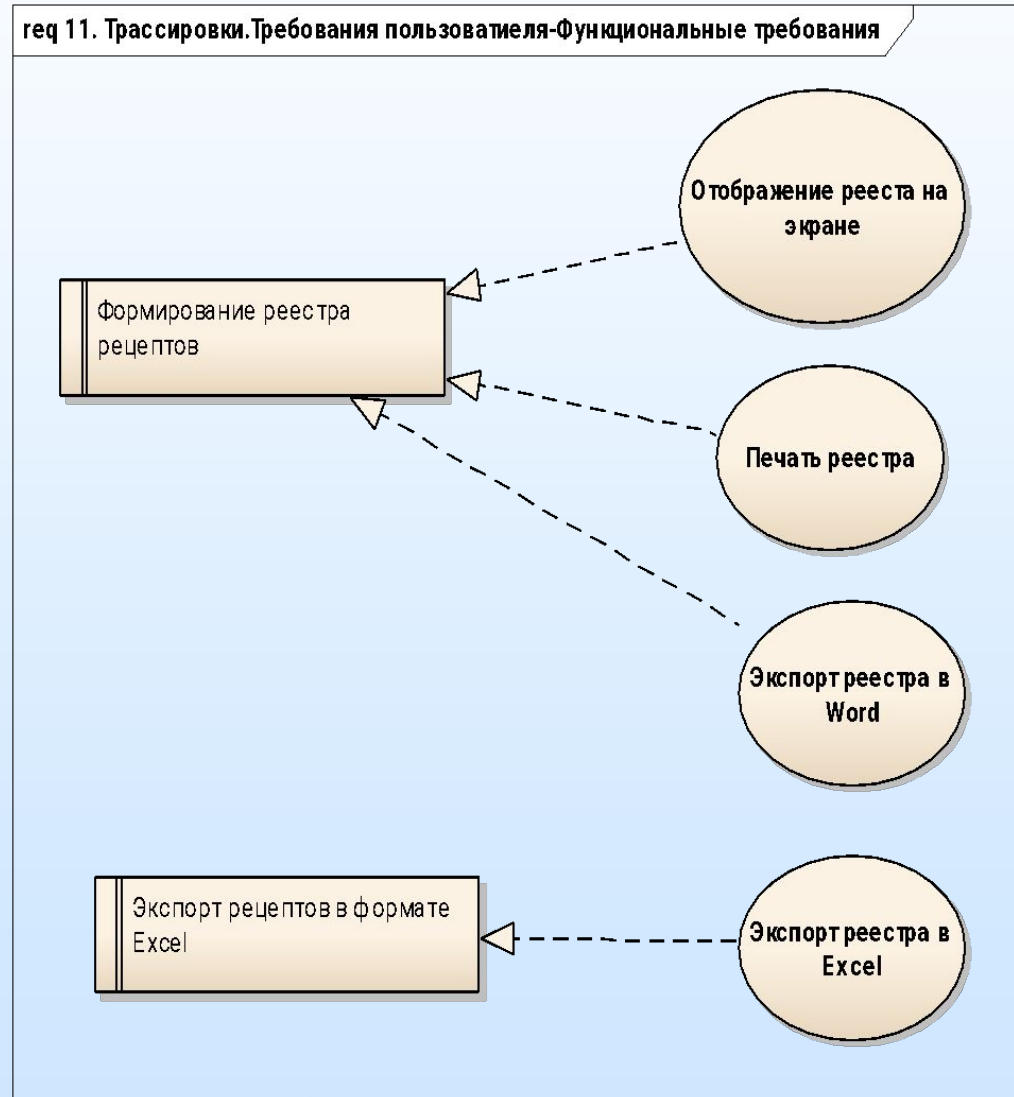 req 11. Трассировки.Требования пользоватиеля-Функциональные требования
Отображение рееста на
экране
Формирование реестра
рецептов
Печать реестра
Экспорт реестра в
Word
Экспорт рецептов в формате
Excel
Экспорт реестра в
Excel